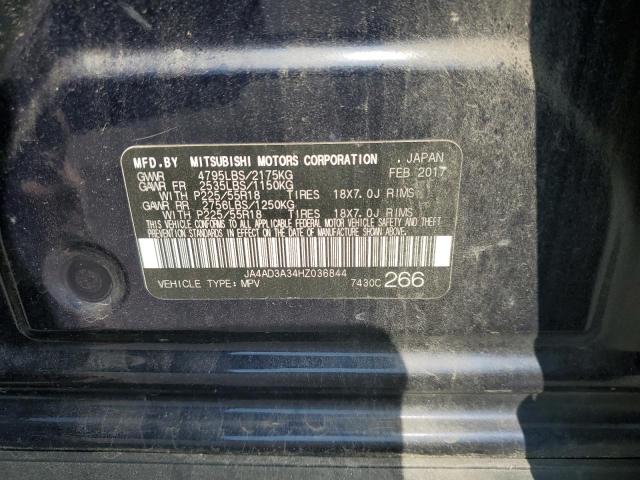 MFD.BY MITSUBISHI MOTORS CORPORATION . JAPAN
GWWR 4795LBS/2175KG FEB 2017
GAWR FR 2535LBS/1150KG
WITH P225/55R18 TIRES 18X7.0J RIMS
GAWR RR 2756LBS/1250KG
WITH P225/55R18 TIRES 18X7.0J RIMS
THIS VEHICLE CONFORMS TO ALL APPLICABLE FEDERAL MOTOR VEHICLE SAFETY AND THEFT
PREVENTION STANDARDS IN EFFECT ON THE DATE OF MANUFACTURE SHOWN ABOVE.
JA4AD3A34HZ036844
VEHICLE TYPE: MPV 7430C 266